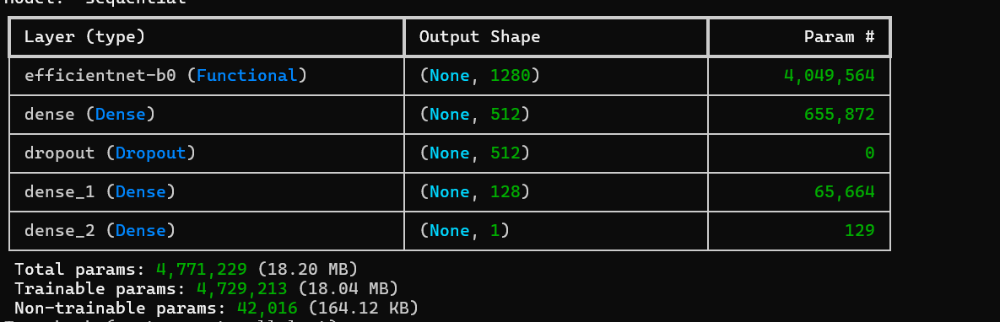 Model: "sequential"
Layer (type) Output Shape Param #
efficientnet-b0 (Functional) (None, 1280) 4,049,564
dense (Dense) (None, 512) 655,872
dropout (Dropout) (None, 512) 0
dense_1 (Dense) (None, 128) 65,664
dense_2 (Dense) (None, 1) 129
Total params: 4,771,229 (18.20 MB)
Trainable params: 4,729,213 (18.04 MB)
Non-trainable params: 42,016 (164.12 KB)